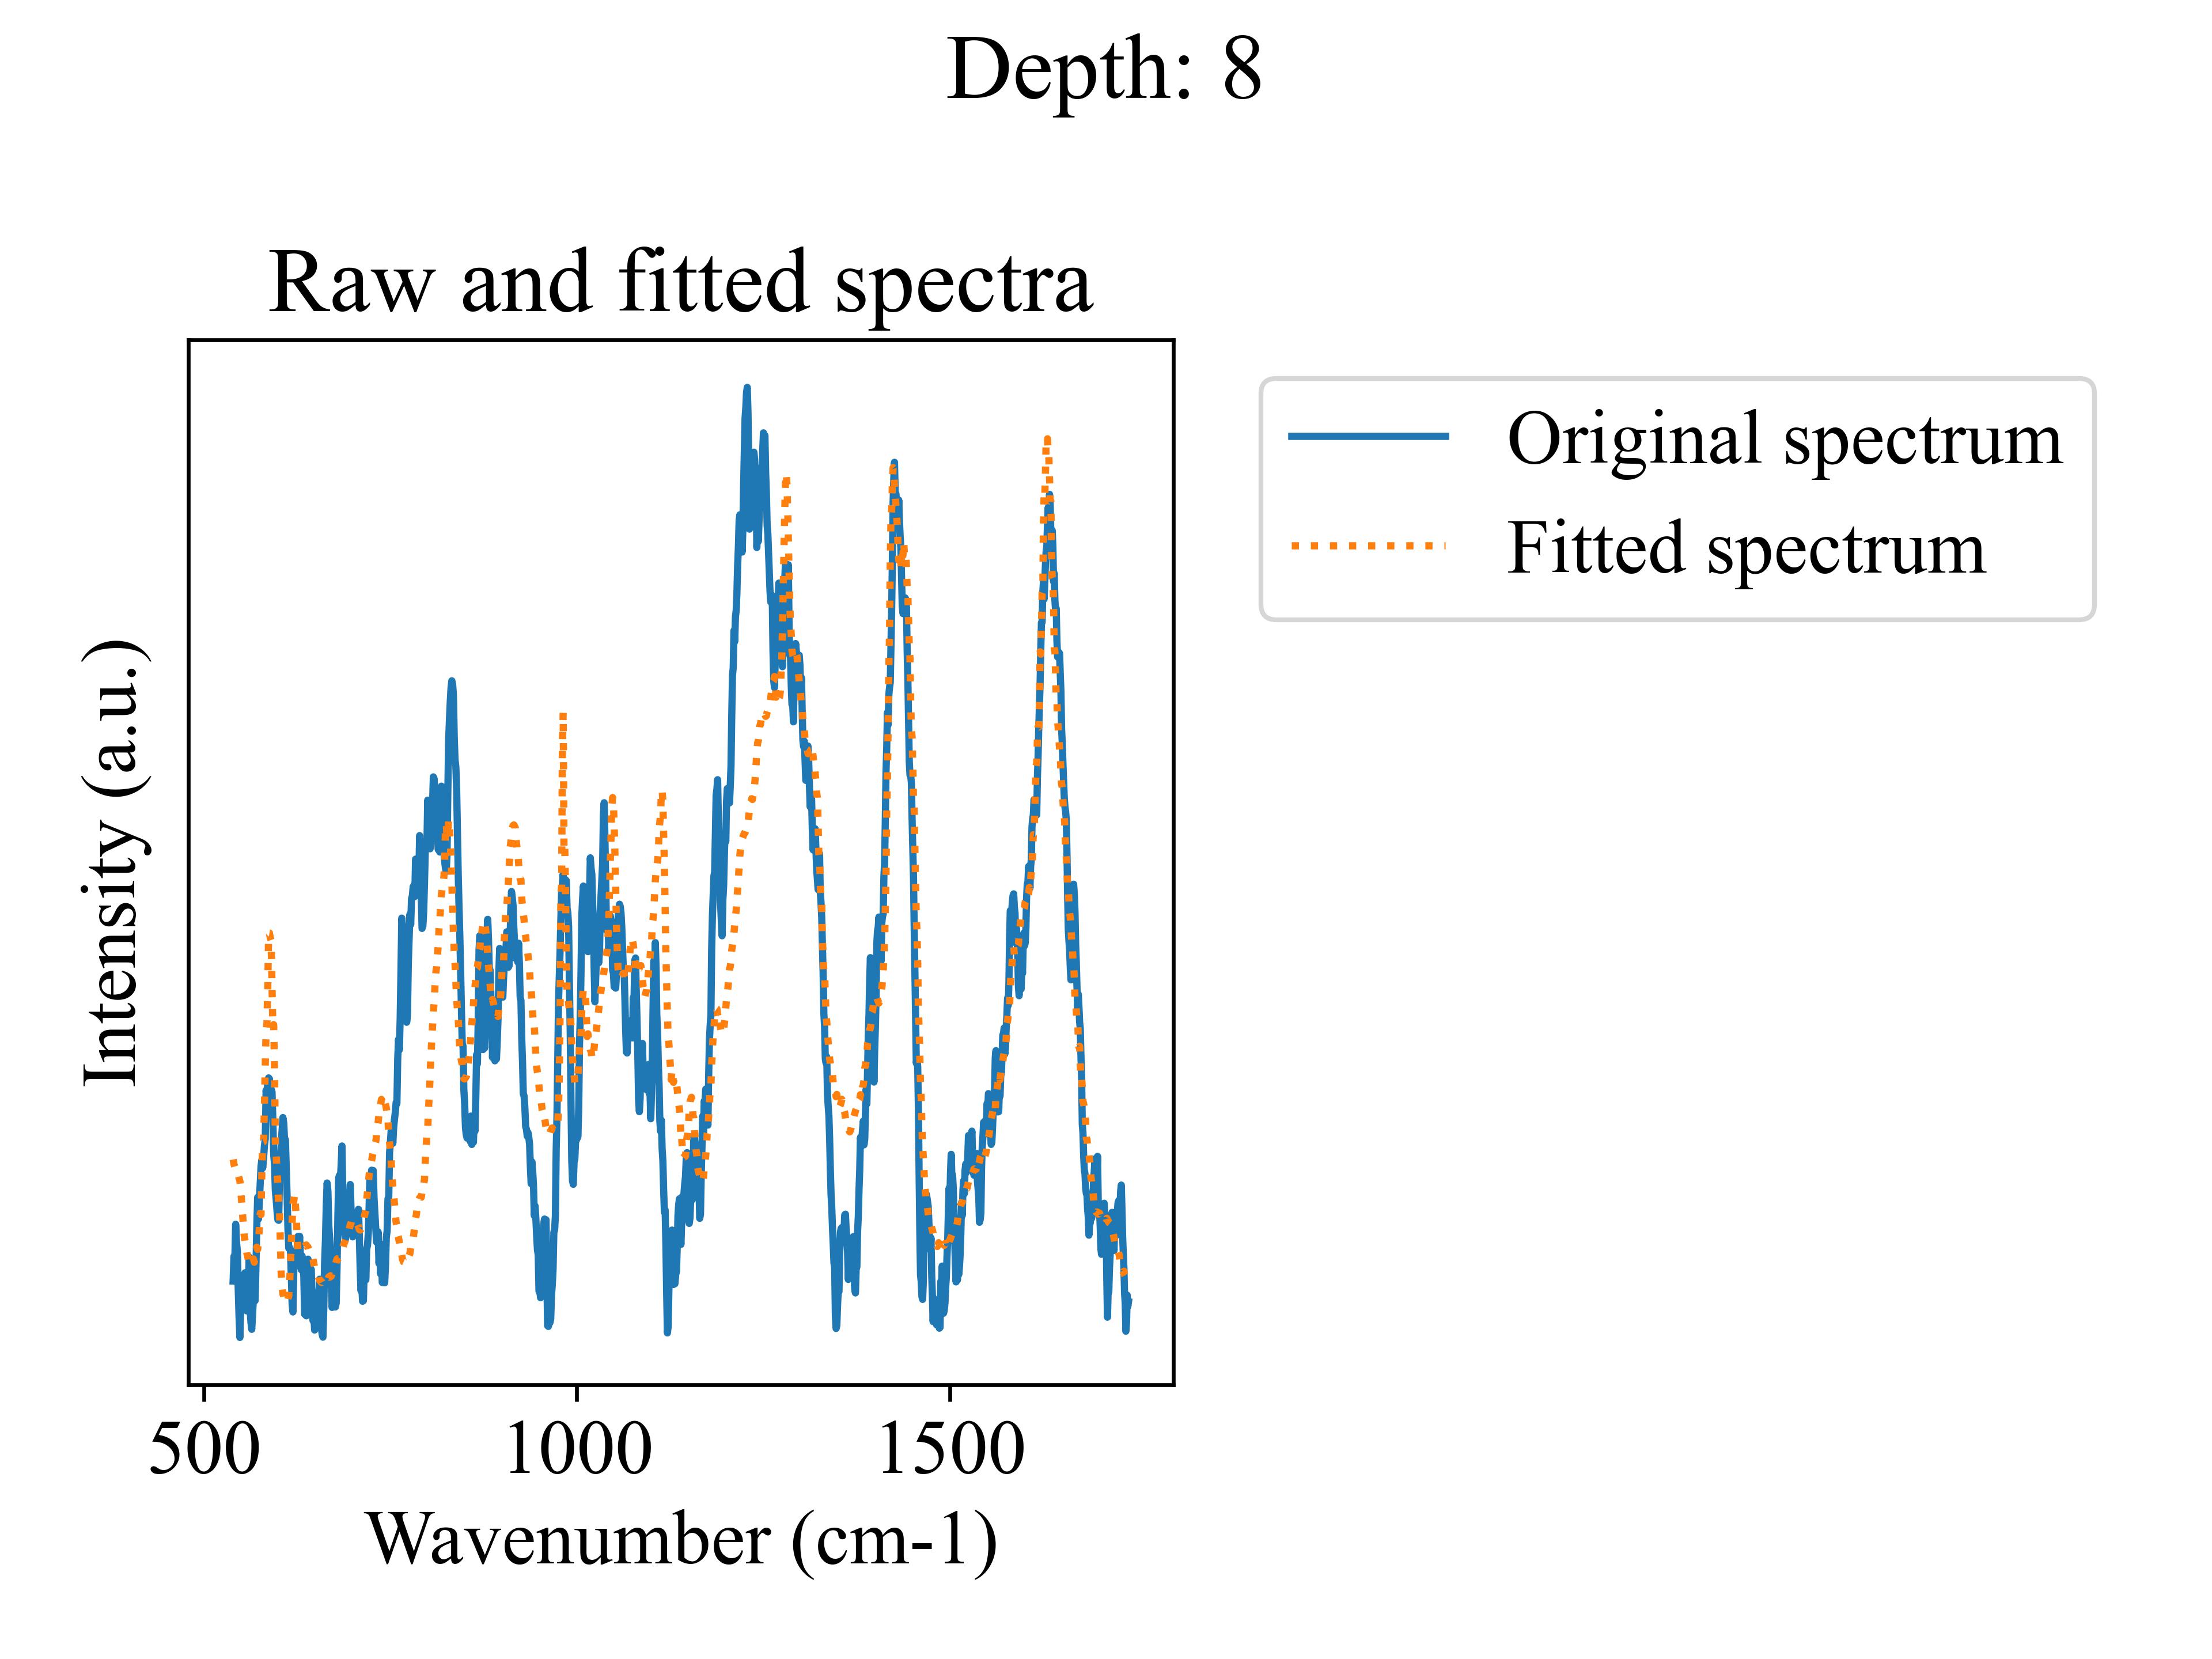 Depth: 8
Raw and fitted spectra
Original spectrum
Fitted spectrum
Intensity (a.u.)
500 1000 1500
Wavenumber (cm-1)